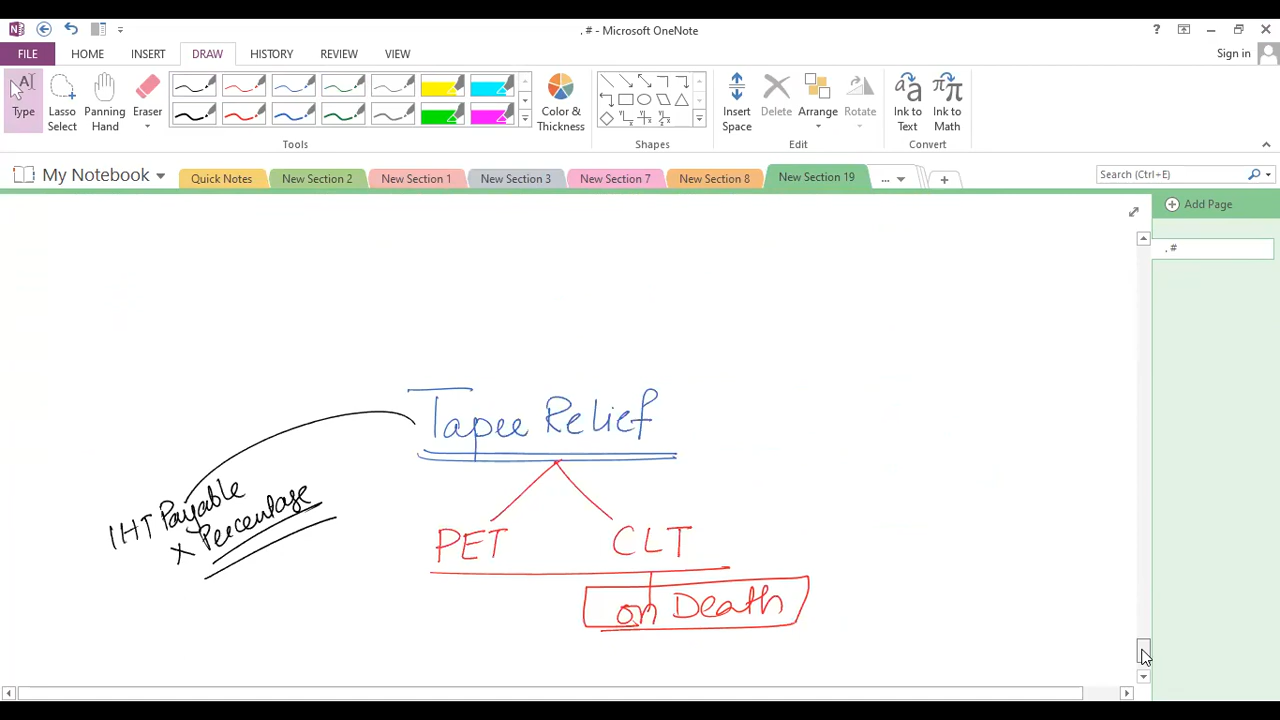 . # - Microsoft OneNote
?
FILE HOME INSERT DRAW HISTORY REVIEW VIEW
Sign in
Type
Lasso Select
Panning Hand
Eraser
Color & Thickness
Insert Space
Delete
Arrange
Rotate
Ink to Text
Ink to Math
Tools
Shapes
Edit
Convert
My Notebook
Quick Notes New Section 2 New Section 1 New Section 3 New Section 7 New Section 8 New Section 19 ...
Search (Ctrl+E)
Add Page
. #
Taper Relief
IHT Payable
x Percentage
PET CLT
on Death